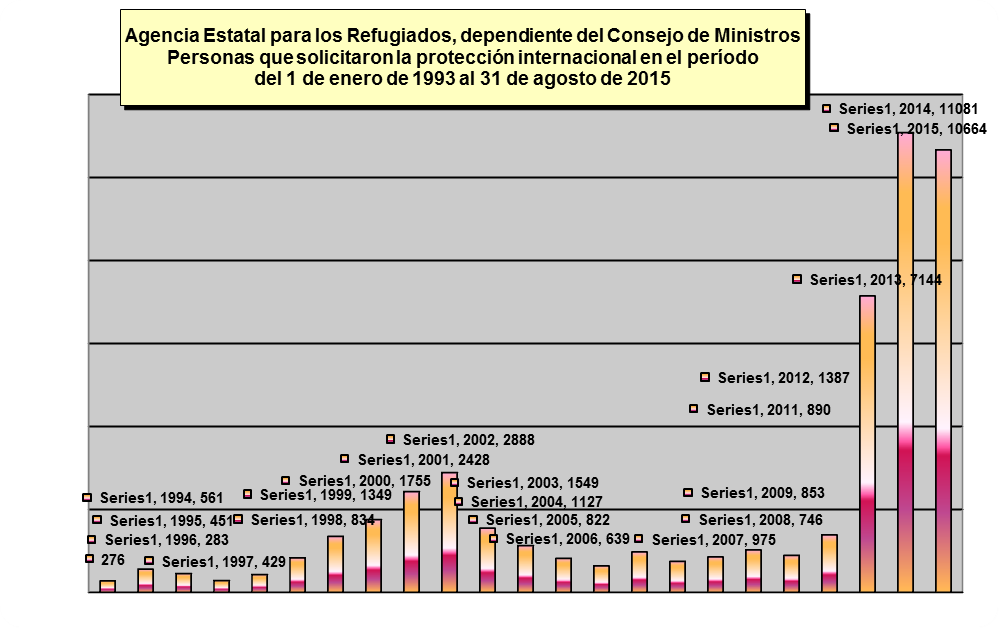 Agencia Estatal para los Refugiados, dependiente del Consejo de Ministros
Personas que solicitaron la protección internacional en el período
del 1 de enero de 1993 al 31 de agosto de 2015
Series1, 2014, 11081
Series1, 2015, 10664
Series1, 2013, 7144
Series1, 2012, 1387
Series1, 2011, 890
Series1, 2002, 2888
Series1, 2001, 2428
Series1, 2000, 1755
Series1, 2003, 1549
Series1, 1994, 561
Series1, 1999, 1349
Series1, 2009, 853
Series1, 2004, 1127
Series1, 1995, 451
Series1, 1998, 834
Series1, 2005, 822
Series1, 2008, 746
Series1, 1996, 283
Series1, 2006, 639
Series1, 2007, 975
276
Series1, 1997, 429